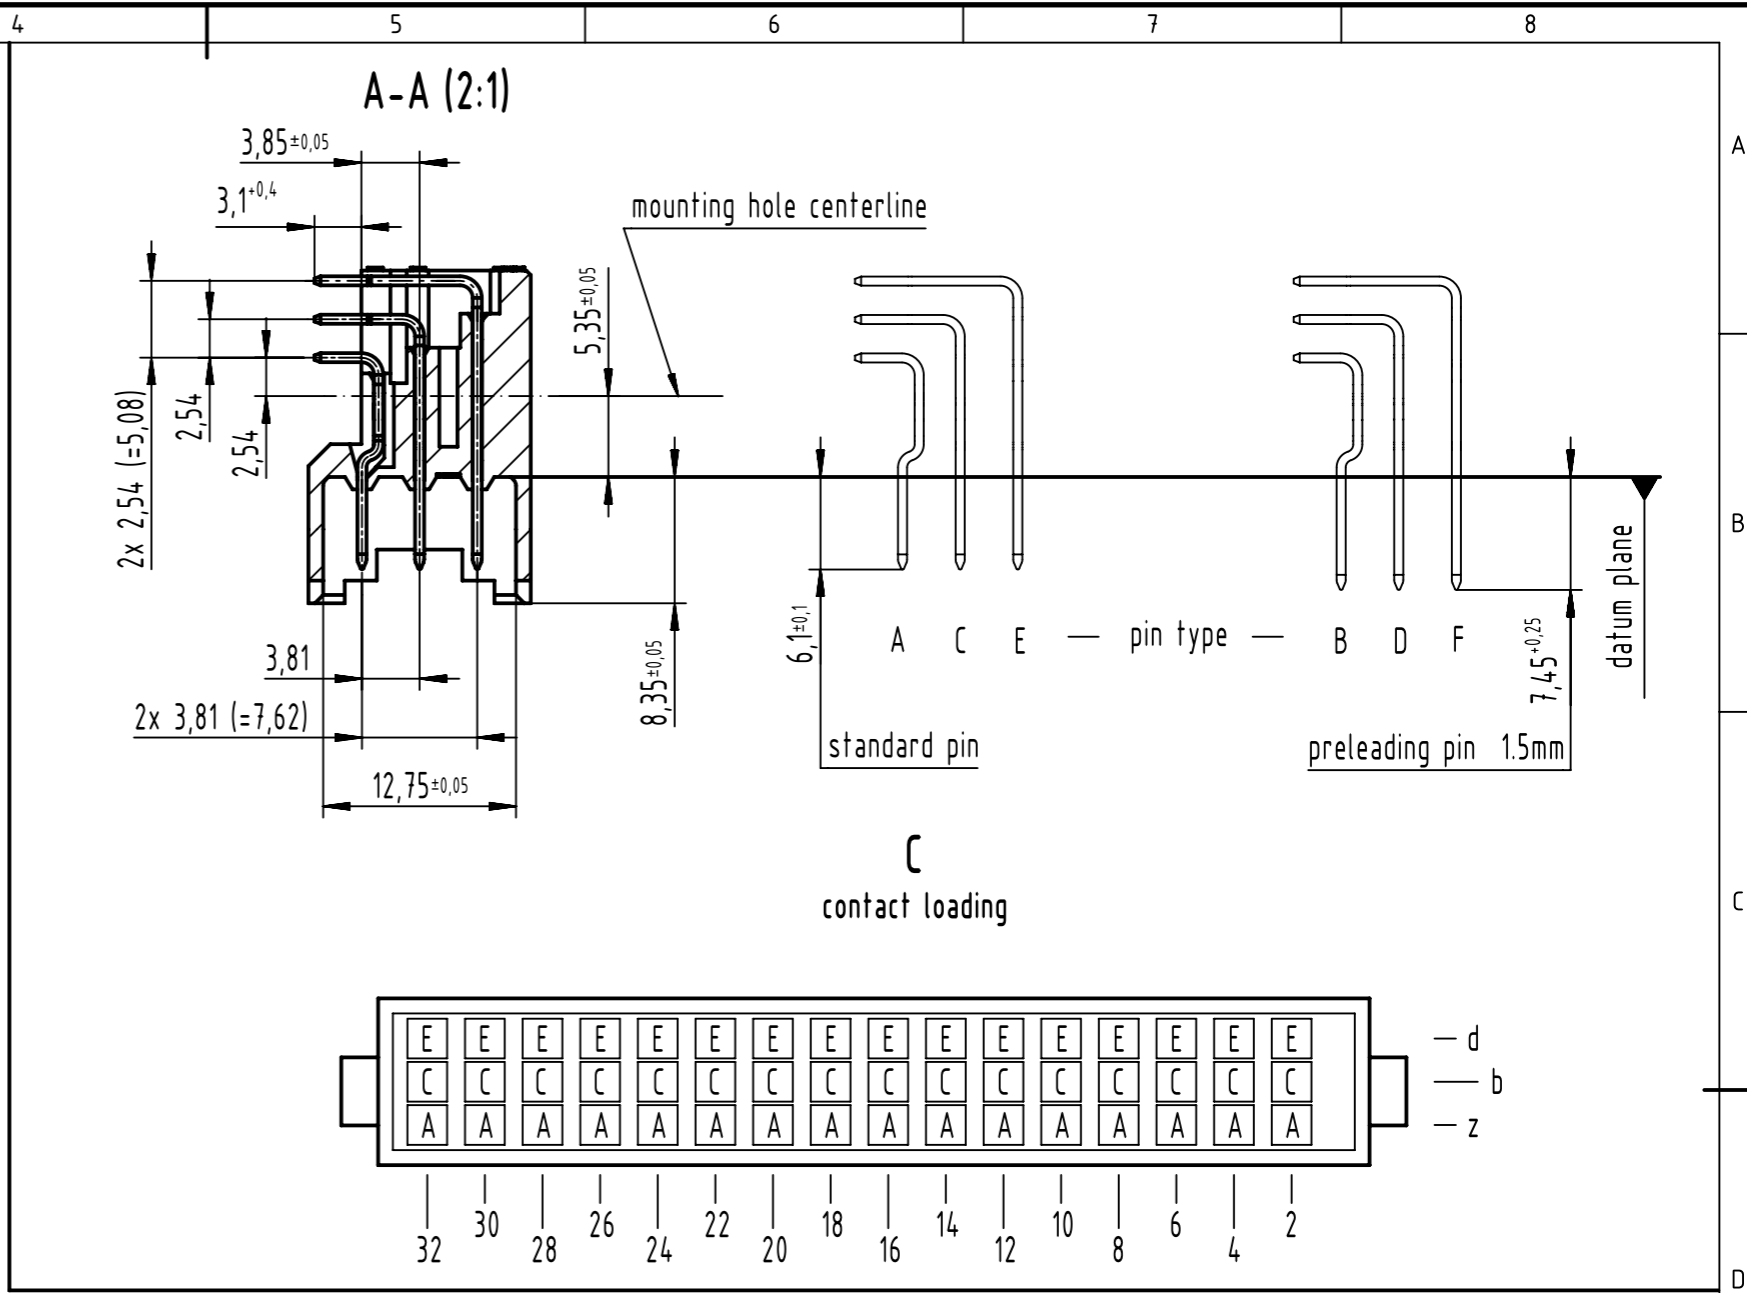 4 5 6 7 8
A-A (2:1)
A
3,85±0,05
3,1+0,4
mounting hole centerline
5,35±0,05
2x 2,54 (=5,08)
2,54
2,54
B
datum plane
6,1±0,1
A C E — pin type — B D F
7,45+0,25
8,35±0,05
3,81
2x 3,81 (=7,62)
standard pin
preleading pin 1.5mm
12,75±0,05
C
contact loading
C
E E E E E E E E E E E E E E E E — d
C C C C C C C C C C C C C C C C — b
A A A A A A A A A A A A A A A A — z
30 26 22 18 14 10 6 2
32 28 24 20 16 12 8 4
D